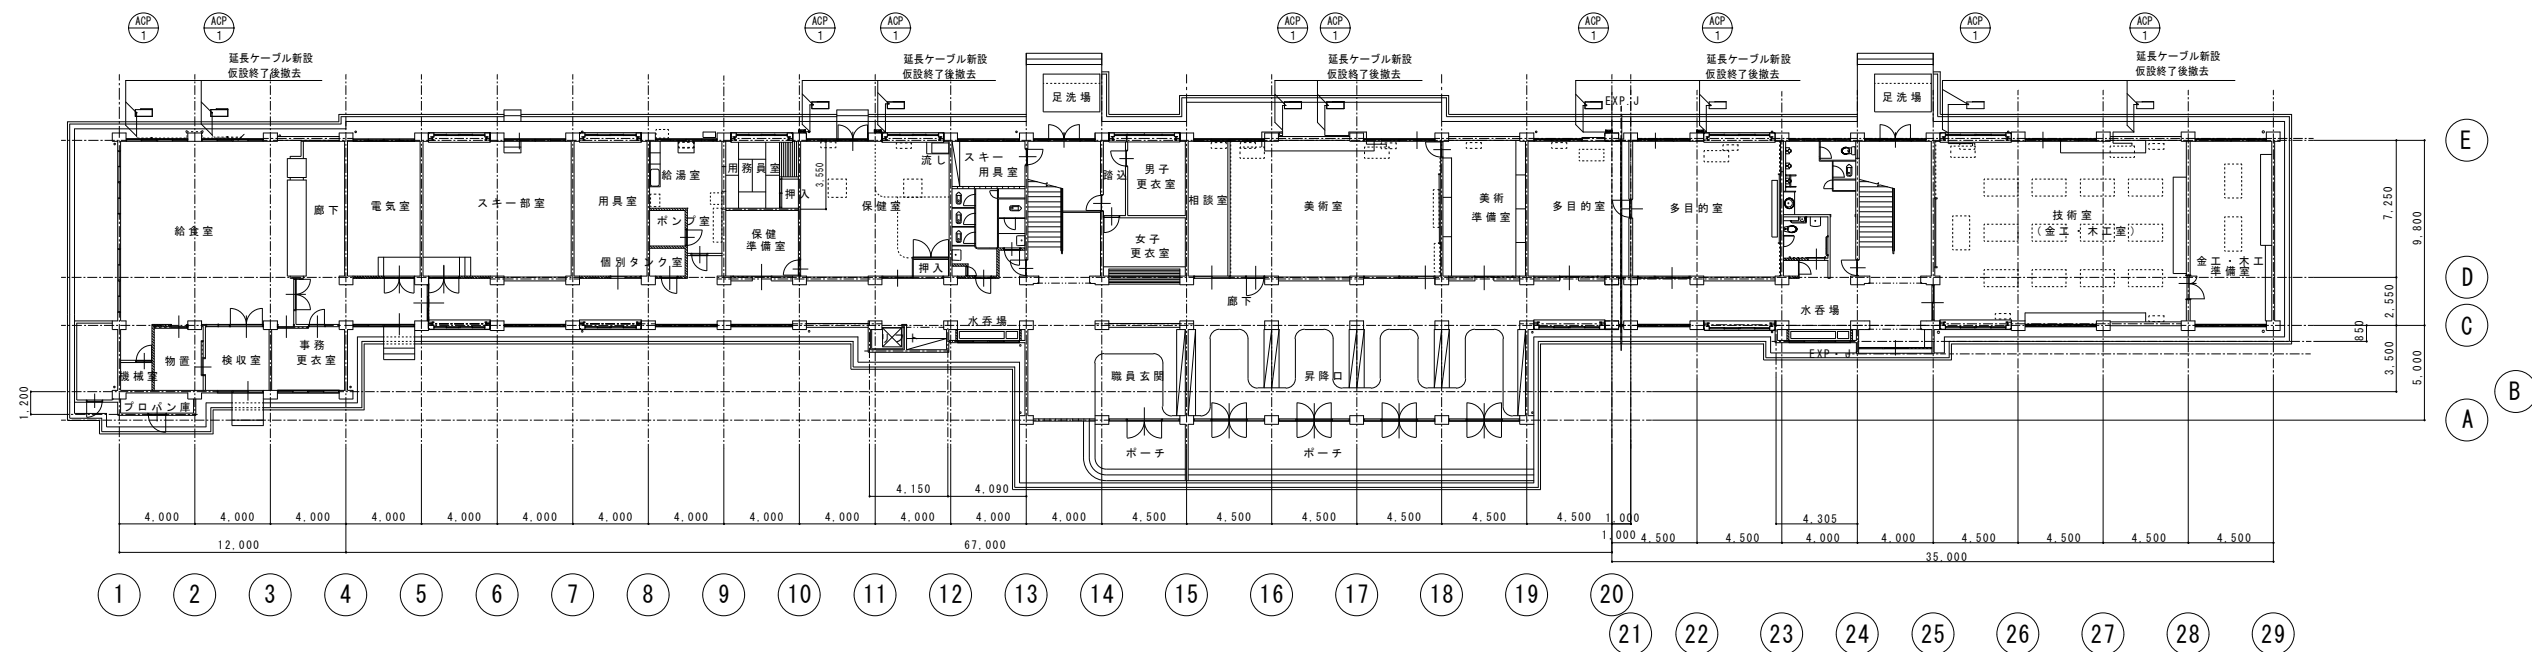 ACP
1
ACP
1
ACP
1
ACP
1
ACP
1
ACP
1
ACP
1
ACP
1
ACP
1
ACP
1
延長ケーブル新設
仮設終了後撤去
延長ケーブル新設
仮設終了後撤去
延長ケーブル新設
仮設終了後撤去
延長ケーブル新設
仮設終了後撤去
延長ケーブル新設
仮設終了後撤去
足洗場
EXP.J
足洗場
E
給食室
廊下
電気室
スキー部室
用具室
給湯室
ポンプ室
個別タンク室
用務員室
押入
3,550
保健
準備室
保健室
流し
押入
スキー
用具室
踏込
男子
更衣室
女子
更衣室
相談室
美術室
美術
準備室
多目的室
多目的室
技術室
(金工・木工室)
金工・木工
準備室
7,250
9,800
D
廊下
水呑場
水呑場
2,550
C
物置
検収室
事務
更衣室
機械室
プロパン庫
1,200
職員玄関
昇降口
EXP.J
850
3,500
5,000
B
A
ポーチ
ポーチ
4,150
4,090
4,305
4,000
4,000
4,000
4,000
4,000
4,000
4,000
4,000
4,000
4,000
4,000
4,000
4,500
4,500
4,500
4,500
4,500
4,500
1,000
12,000
67,000
1,000
4,500
4,500
4,000
4,000
4,500
4,500
4,500
4,500
35,000
1
2
3
4
5
6
7
8
9
10
11
12
13
14
15
16
17
18
19
20
21
22
23
24
25
26
27
28
29